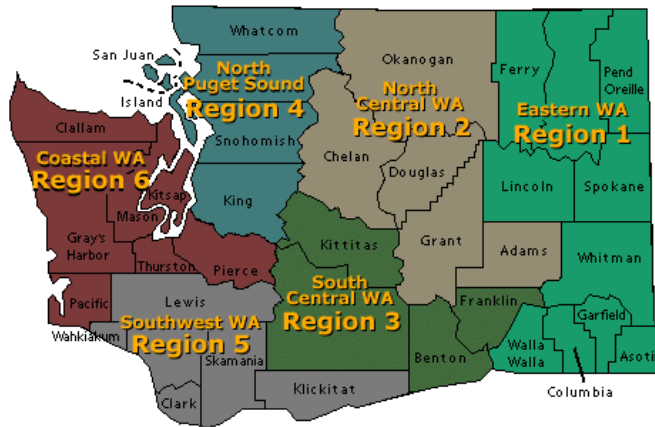 Whatcom
San Juan
Okanogan
Ferry
Pend
Oreille
North
Puget Sound
Region 4
Island
North
Central WA
Region 2
Eastern WA
Region 1
Clallam
Snohomish
Chelan
Douglas
Coastal WA
Region 6
Kitsap
Mason
King
Lincoln
Spokane
Gray's
Harbor
Kittitas
Grant
Adams
Whitman
Thurston
Pierce
South
Central WA
Region 3
Pacific
Lewis
Franklin
Garfield
Wahkiakum
Southwest WA
Region 5
Skamania
Benton
Walla
Walla
Asoti
Klickitat
Clark
Columbia